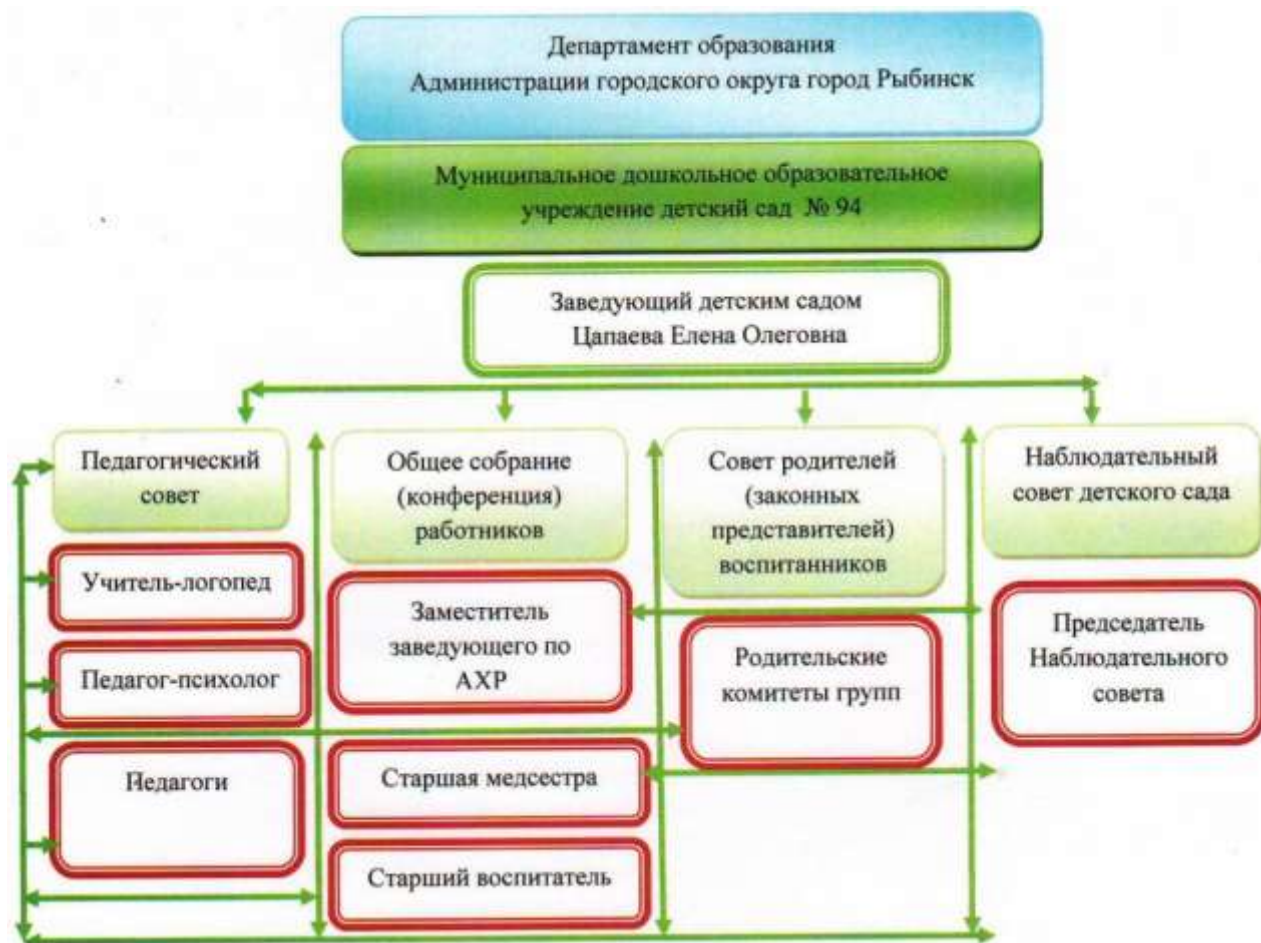 Департамент образования
Администрации городского округа город Рыбинск
Муниципальное дошкольное образовательное
учреждение детский сад № 94
Заведующий детским садом
Цапаева Елена Олеговна
Педагогический
совет
Учитель-логопед
Педагог-психолог
Педагоги
Общее собрание
(конференция)
работников
Заместитель
заведующего по
АХР
Старшая медсестра
Старший воспитатель
Совет родителей
(законных
представителей)
воспитанников
Родительские
комитеты групп
Наблюдательный
совет детского сада
Председатель
Наблюдательного
совета